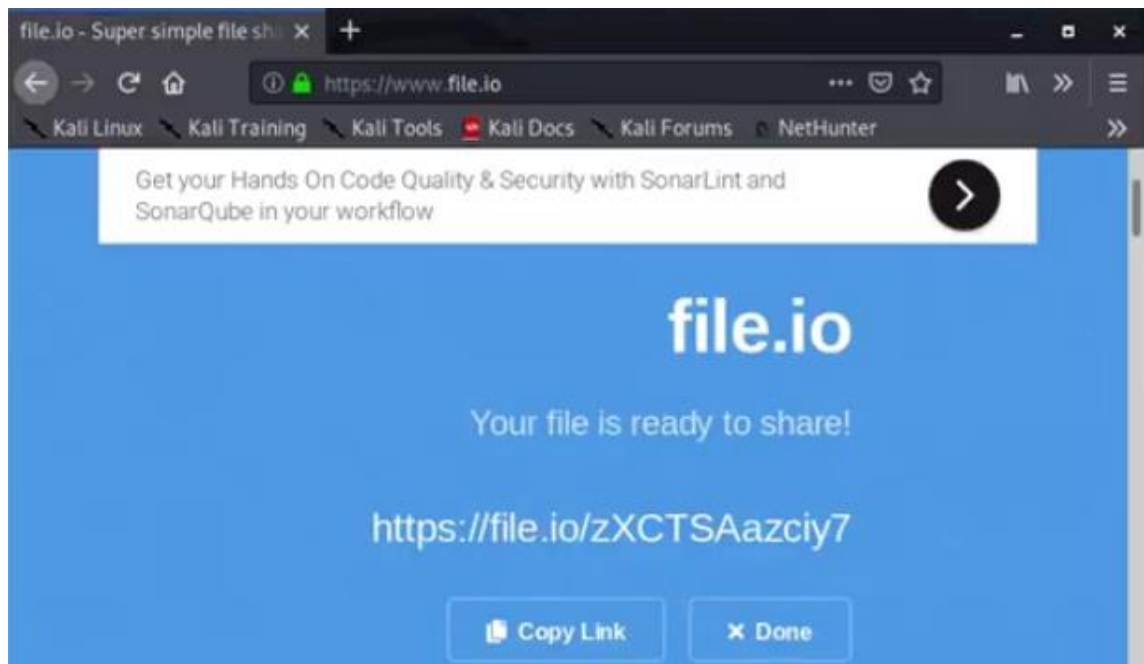 file.io - Super simple file sh
https://www.file.io
Kali Linux Kali Training Kali Tools Kali Docs Kali Forums NetHunter
Get your Hands On Code Quality & Security with SonarLint and
SonarQube in your workflow
file.io
Your file is ready to share!
https://file.io/zXCTSAazciy7
Copy Link Done